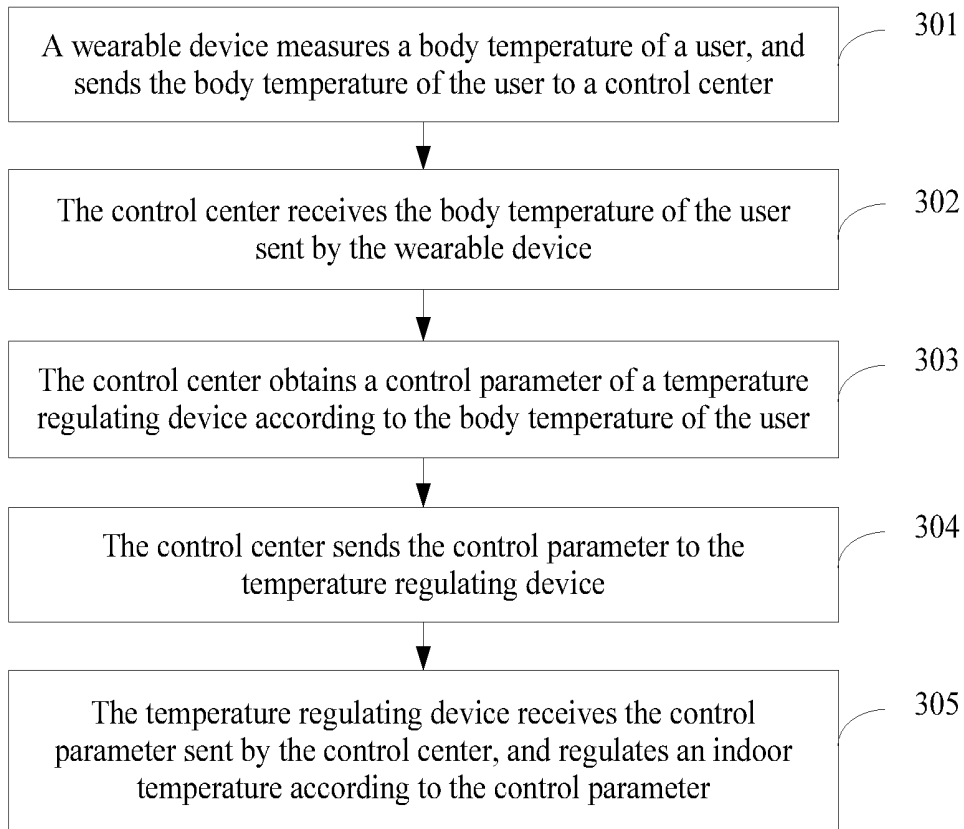 A wearable device measures a body temperature of a user, and
sends the body temperature of the user to a control center
301
The control center receives the body temperature of the user
sent by the wearable device
302
The control center obtains a control parameter of a temperature
regulating device according to the body temperature of the user
303
The control center sends the control parameter to the
temperature regulating device
304
The temperature regulating device receives the control
parameter sent by the control center, and regulates an indoor
temperature according to the control parameter
305